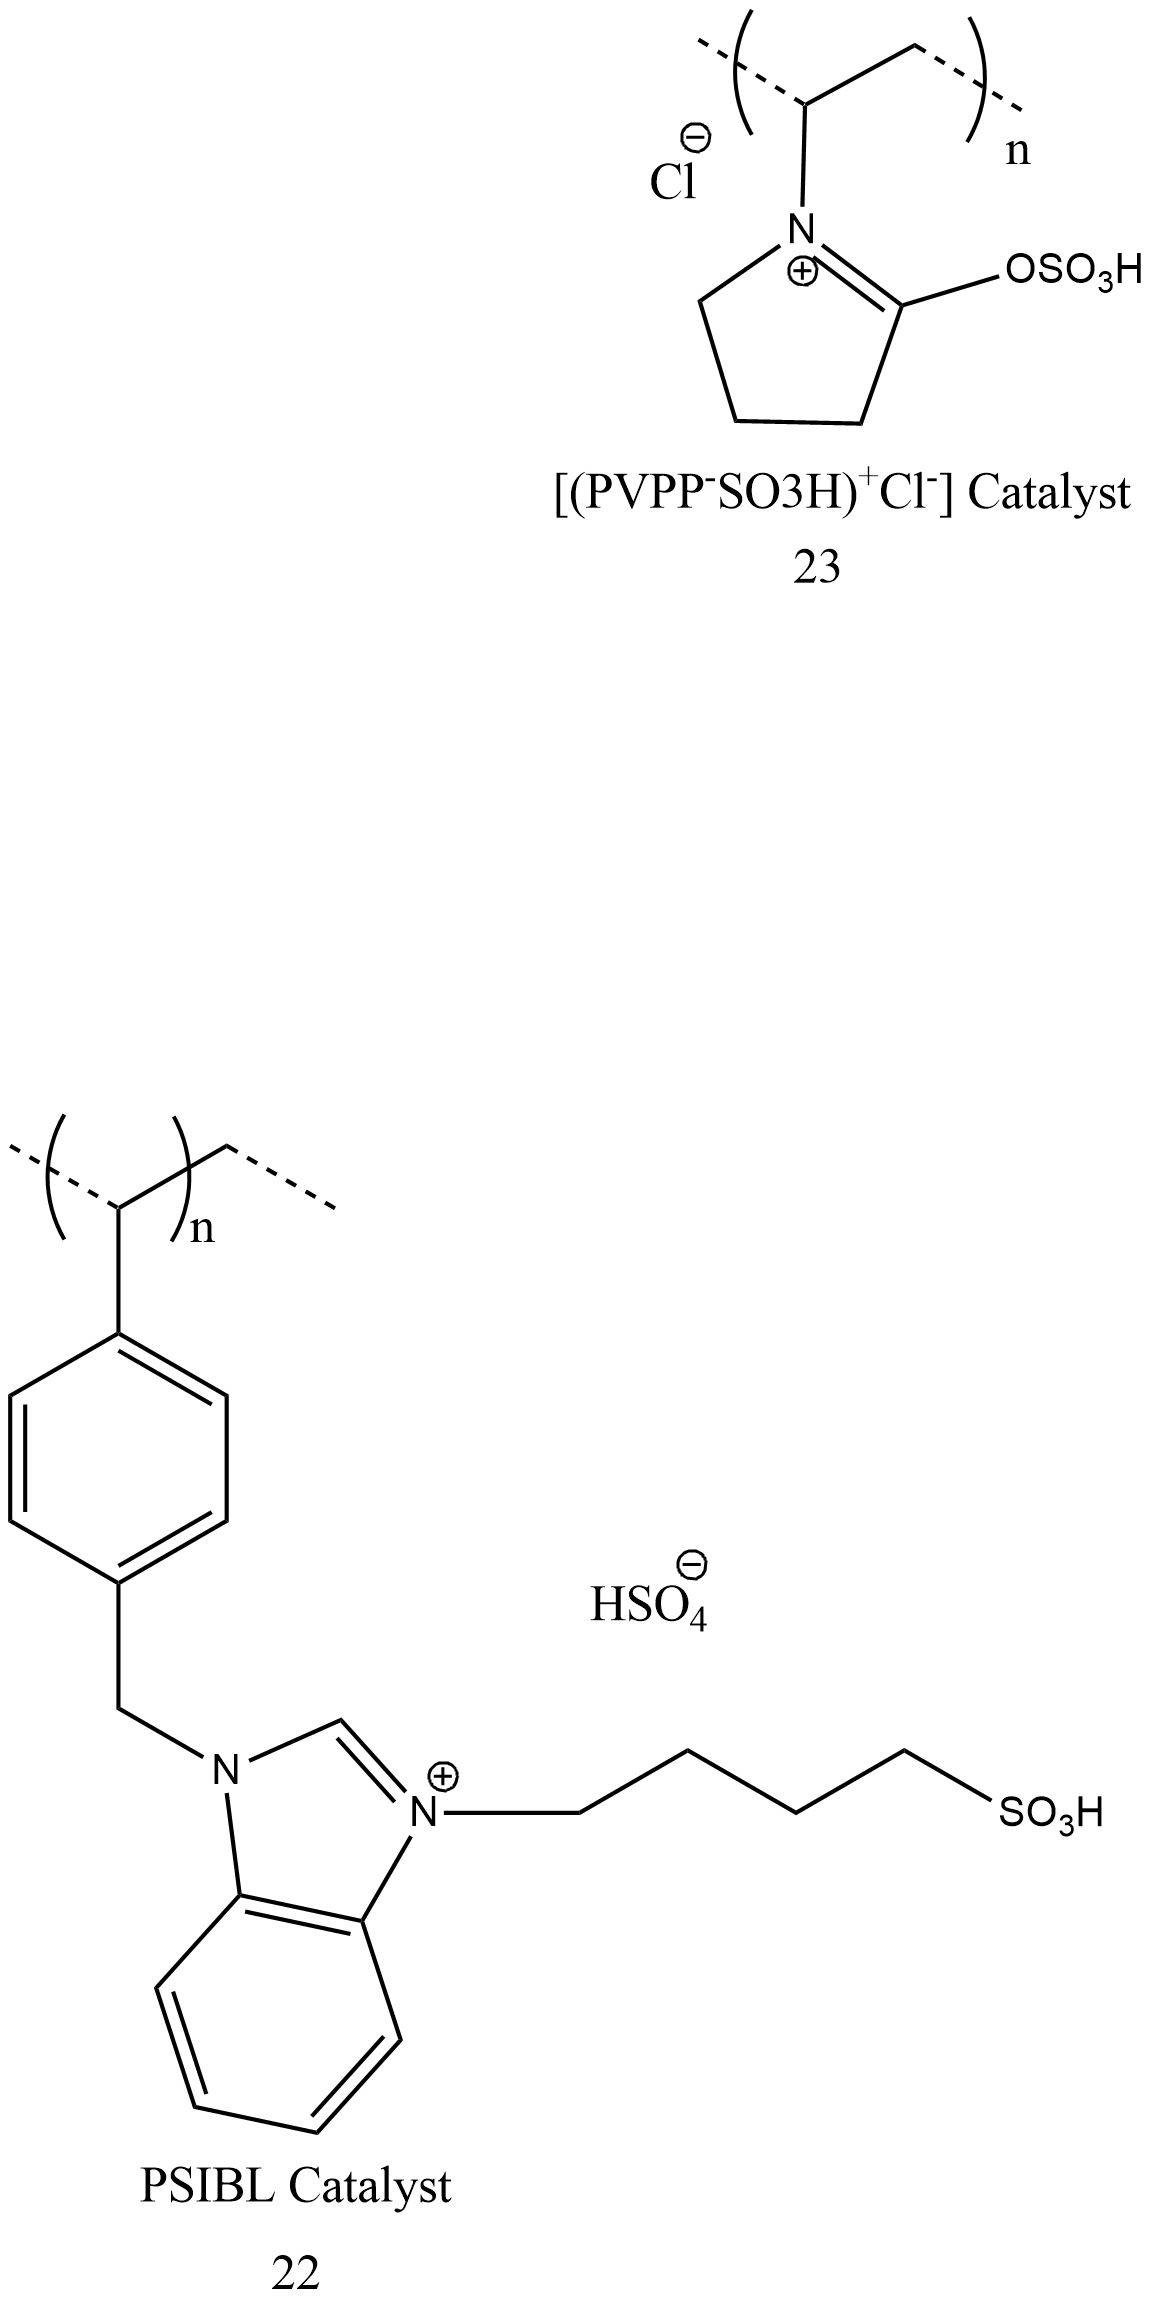 Cl⊖
n
N
⊕
OSO₃H
[(PVPP⁻SO3H)⁺Cl⁻] Catalyst
23
n
HSO₄⊖
N
N⊕
SO₃H
PSIBL Catalyst
22